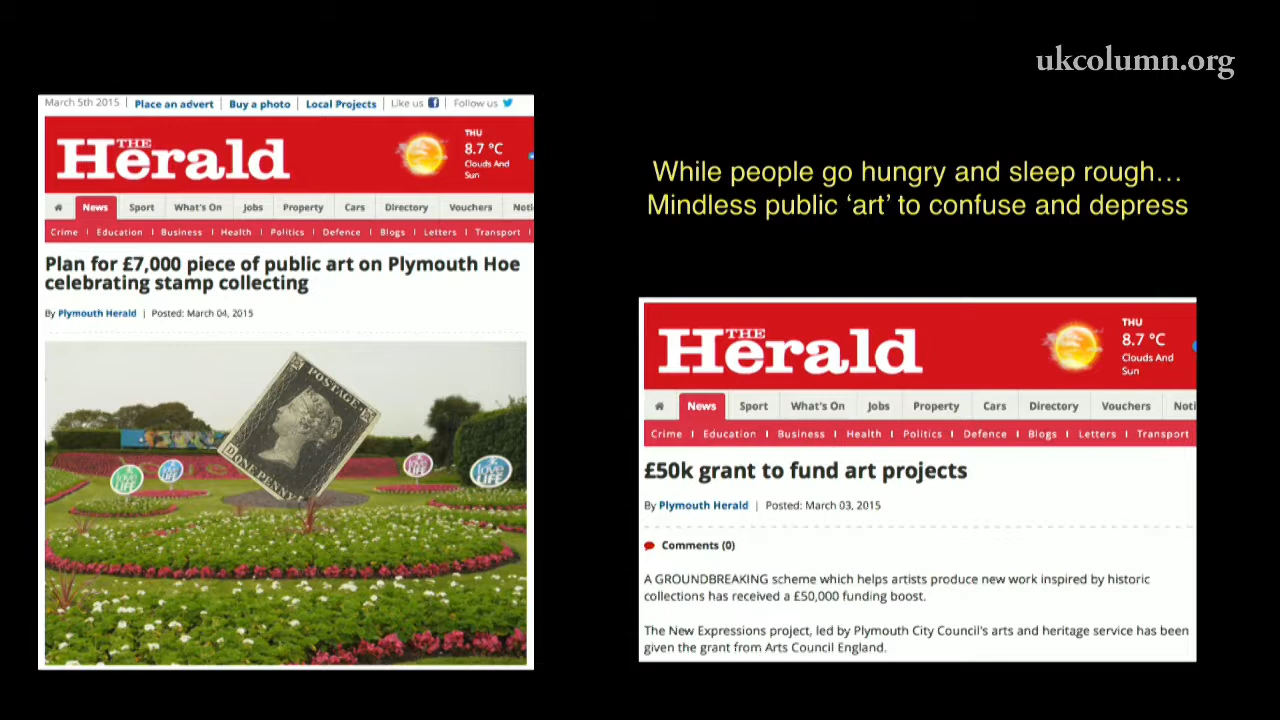 ukcolumn.org
March 5th 2015 | Place an advert | Buy a photo | Local Projects | Like us | Follow us
THE
Herald
THU
8.7 °C
Clouds And
Sun
News Sport What's On Jobs Property Cars Directory Vouchers
Crime Education Business Health Politics Defence Blogs Letters Transport
Plan for £7,000 piece of public art on Plymouth Hoe
celebrating stamp collecting
By Plymouth Herald | Posted: March 04, 2015
POSTAGE
ONE PENNY
love
LIFE
love
LIFE
love
LIFE
love
LIFE
While people go hungry and sleep rough…
Mindless public ‘art’ to confuse and depress
THE
Herald
THU
8.7 °C
Clouds And
Sun
News Sport What's On Jobs Property Cars Directory Vouchers
Crime Education Business Health Politics Defence Blogs Letters Transport
£50k grant to fund art projects
By Plymouth Herald | Posted: March 03, 2015
Comments (0)
A GROUNDBREAKING scheme which helps artists produce new work inspired by historic
collections has received a £50,000 funding boost.
The New Expressions project, led by Plymouth City Council's arts and heritage service has been
given the grant from Arts Council England.